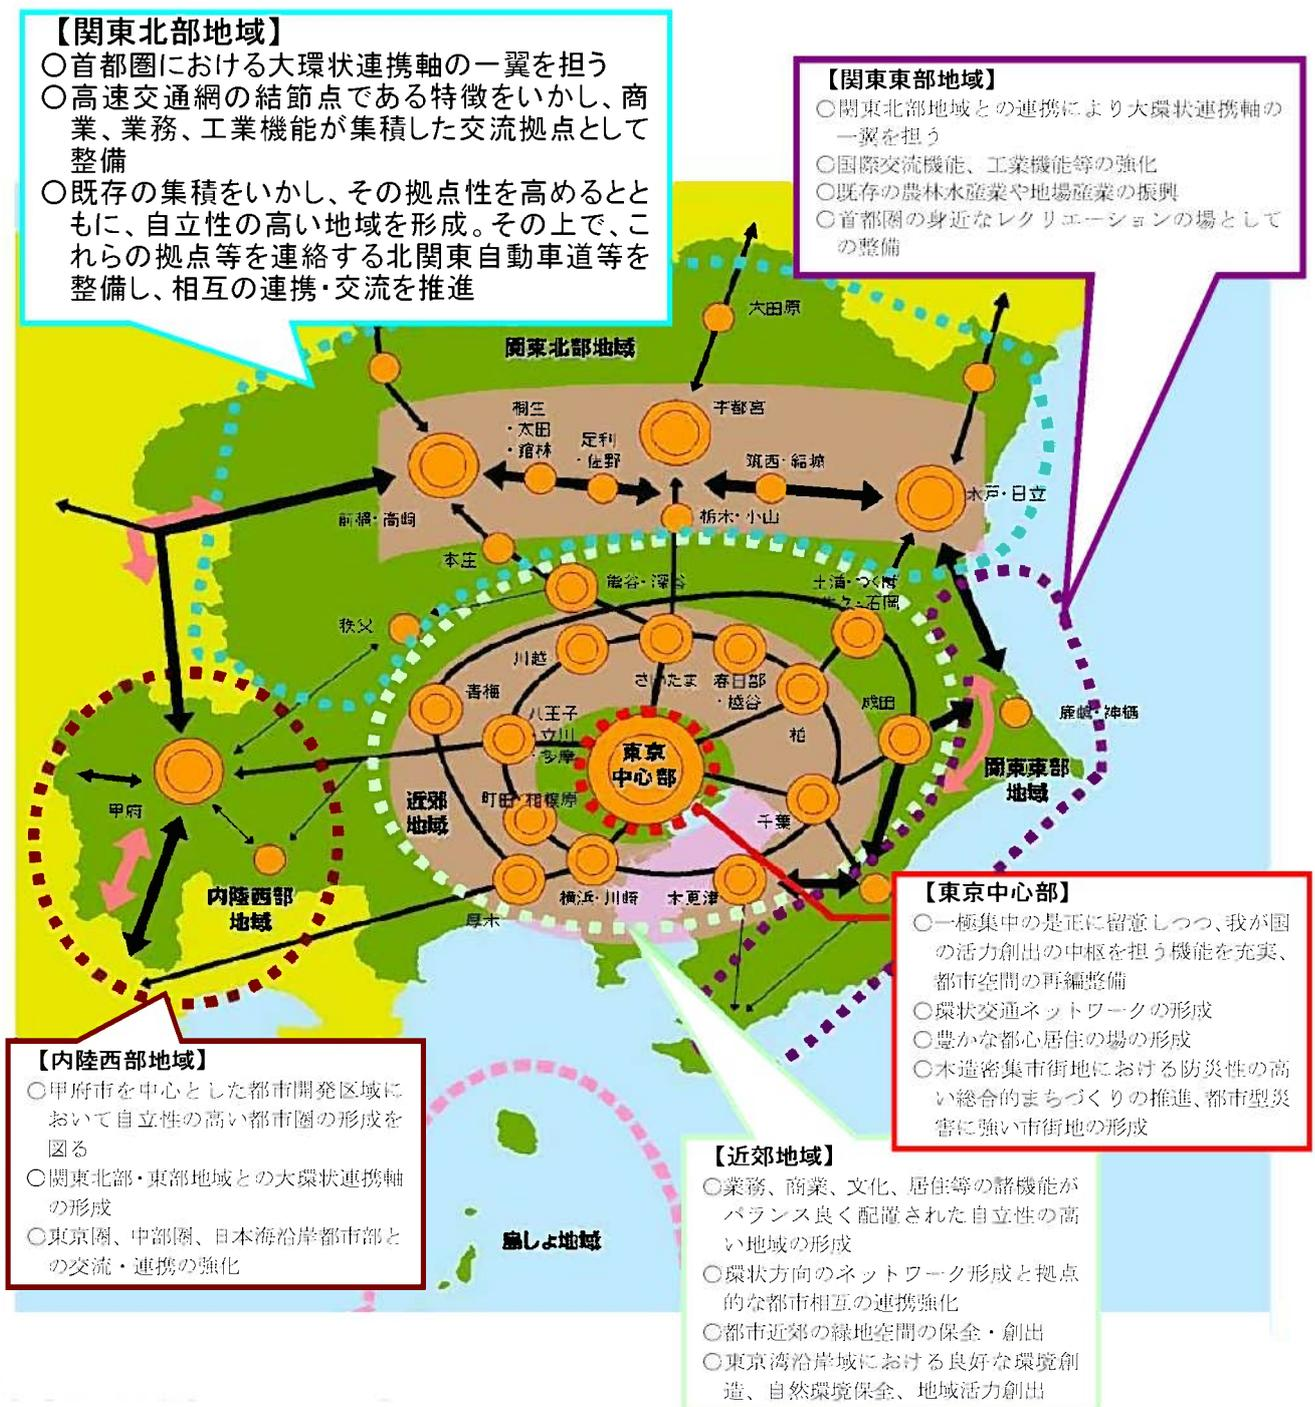 【関東北部地域】
○首都圏における大環状連携軸の一翼を担う
○高速交通網の結節点である特徴をいかし、商
業、業務、工業機能が集積した交流拠点として
整備
○既存の集積をいかし、その拠点性を高めるとと
もに、自立性の高い地域を形成。その上で、こ
れらの拠点等を連絡する北関東自動車道等を
整備し、相互の連携・交流を推進
【関東東部地域】
○関東北部地域との連携により大環状連携軸の
一翼を担う
○国際交流機能、工業機能等の強化
○既存の農林水産業や地場産業の振興
○首都圏の身近なレクリエーションの場として
の整備
大田原
関東北部地域
宇都宮
桐生
・太田
・館林
足利
・佐野
筑西・結城
水戸・日立
前橋・高崎
栃木・小山
本庄
熊谷・深谷
土浦・つくば
・牛久・石岡
秩父
川越
さいたま
春日部
・越谷
青梅
八王子
・立川
・多摩
柏
成田
鹿嶋・神栖
東京
中心部
関東東部
地域
甲府
近郊
地域
町田・相模原
千葉
内陸西部
地域
厚木
横浜・川崎
木更津
【東京中心部】
○一極集中の是正に留意しつつ、我が国
の活力創出の中枢を担う機能を充実、
都市空間の再編整備
○環状交通ネットワークの形成
○豊かな都心居住の場の形成
○木造密集市街地における防災性の高
い総合的まちづくりの推進、都市型災
害に強い市街地の形成
【内陸西部地域】
○甲府市を中心とした都市開発区域に
おいて自立性の高い都市圏の形成を
図る
○関東北部・東部地域との大環状連携軸
の形成
○東京圏、中部圏、日本海沿岸都市部と
の交流・連携の強化
島しょ地域
【近郊地域】
○業務、商業、文化、居住等の諸機能が
バランス良く配置された自立性の高
い地域の形成
○環状方向のネットワーク形成と拠点
的な都市相互の連携強化
○都市近郊の緑地空間の保全・創出
○東京湾沿岸域における良好な環境創
造、自然環境保全、地域活力創出